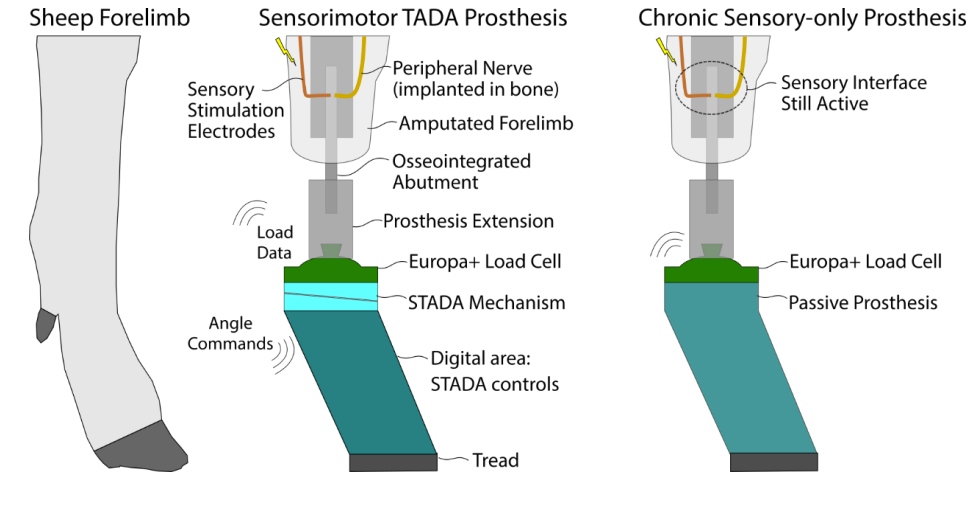 Sheep Forelimb
Sensorimotor TADA Prosthesis
Chronic Sensory-only Prosthesis
Sensory
Stimulation
Electrodes
Peripheral Nerve
(implanted in bone)
Amputated Forelimb
Osseointegrated
Abutment
Prosthesis Extension
Load
Data
Europa+ Load Cell
STADA Mechanism
Angle
Commands
Digital area:
STADA controls
Tread
Sensory Interface
Still Active
Europa+ Load Cell
Passive Prosthesis